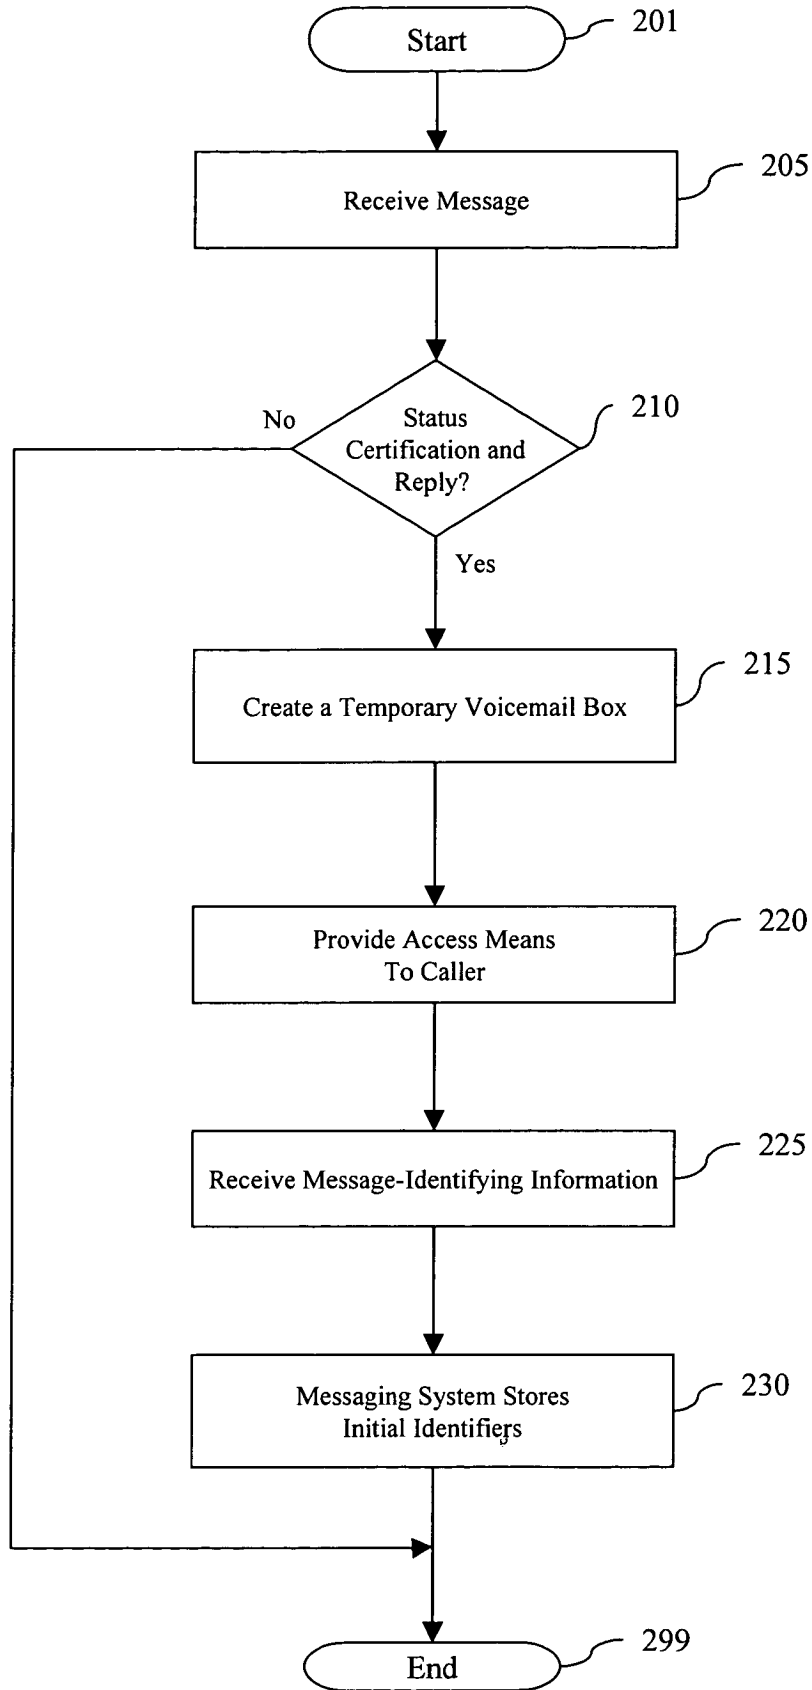 Start
201
Receive Message
205
No
Status
Certification and
Reply?
210
Yes
Create a Temporary Voicemail Box
215
Provide Access Means
To Caller
220
Receive Message-Identifying Information
225
Messaging System Stores
Initial Identifiers
230
End
299